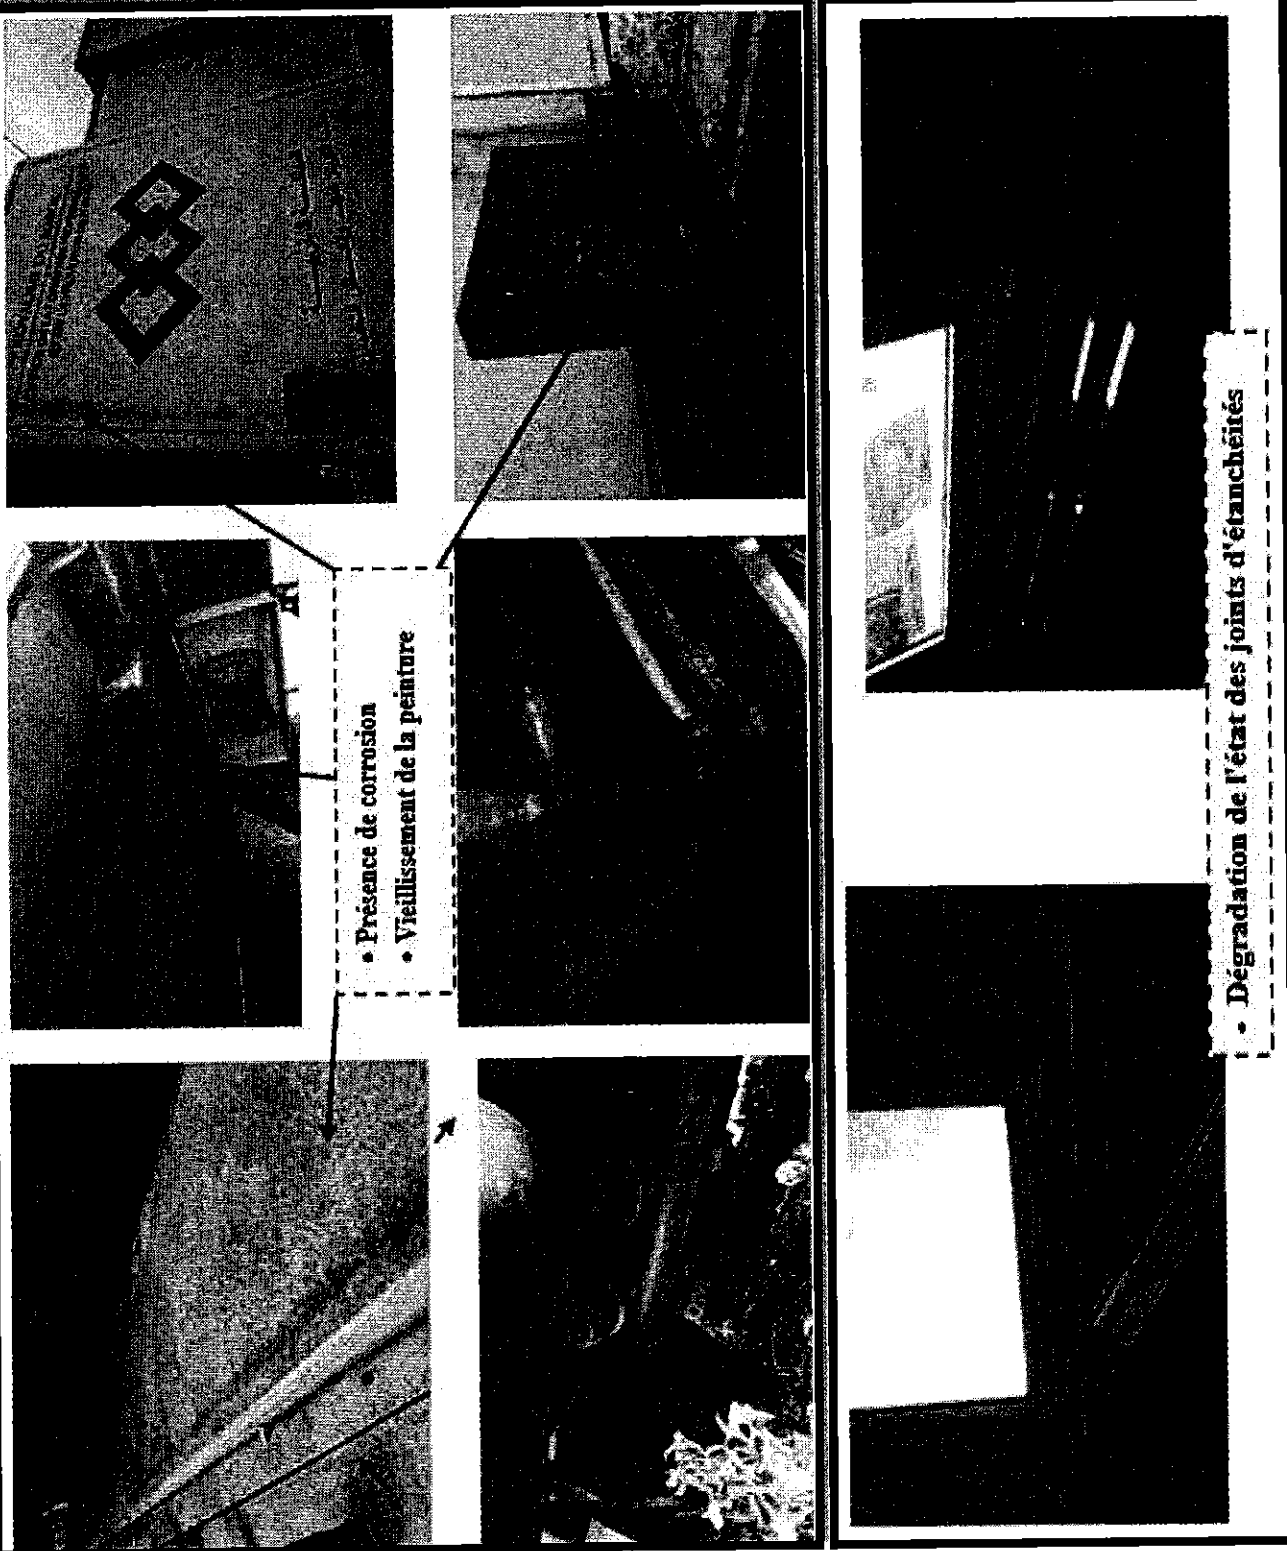 • Présence de corrosion
• Vieillissement de la peinture
• Dégradation de l'état des joints d'étanchéités